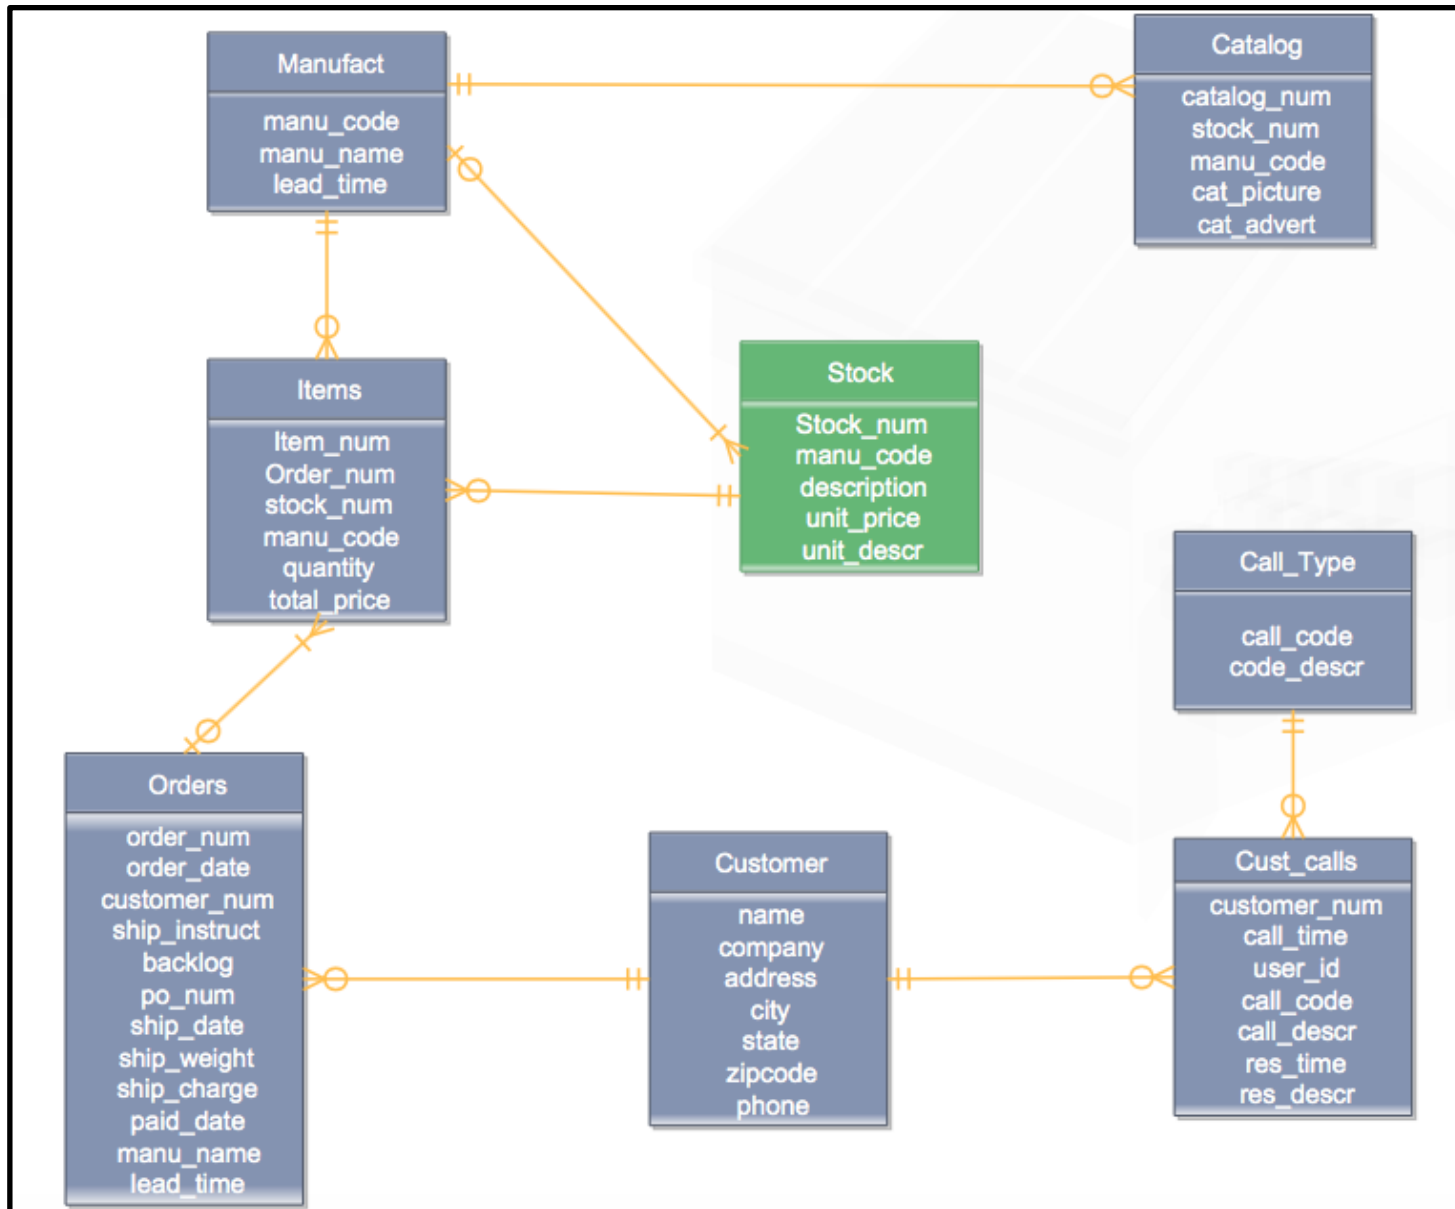 Manufact
manu_code
manu_name
lead_time
Catalog
catalog_num
stock_num
manu_code
cat_picture
cat_advert
Items
Item_num
Order_num
stock_num
manu_code
quantity
total_price
Stock
Stock_num
manu_code
description
unit_price
unit_descr
Call_Type
call_code
code_descr
Orders
order_num
order_date
customer_num
ship_instruct
backlog
po_num
ship_date
ship_weight
ship_charge
paid_date
manu_name
lead_time
Customer
name
company
address
city
state
zipcode
phone
Cust_calls
customer_num
call_time
user_id
call_code
call_descr
res_time
res_descr